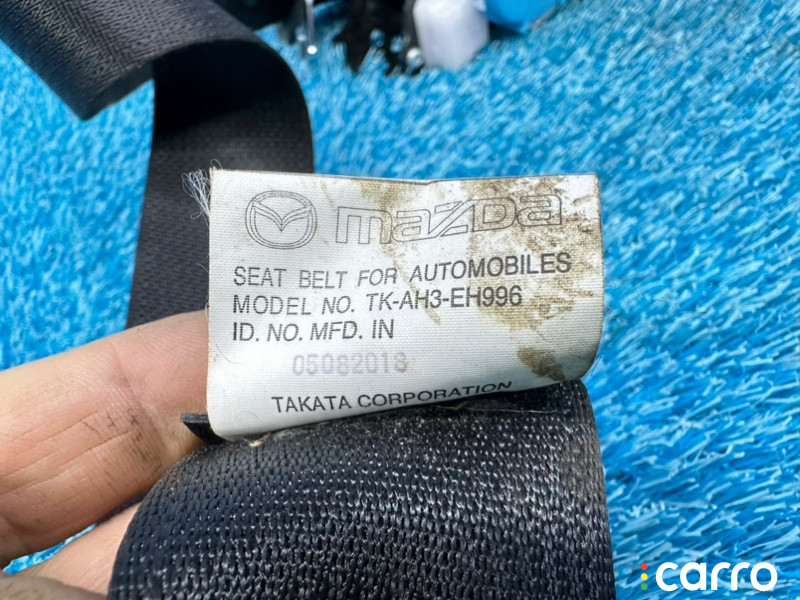 mazda
SEAT BELT FOR AUTOMOBILES
MODEL NO. TK-AH3-EH996
ID. NO. MFD. IN
05082018
TAKATA CORPORATION
carro